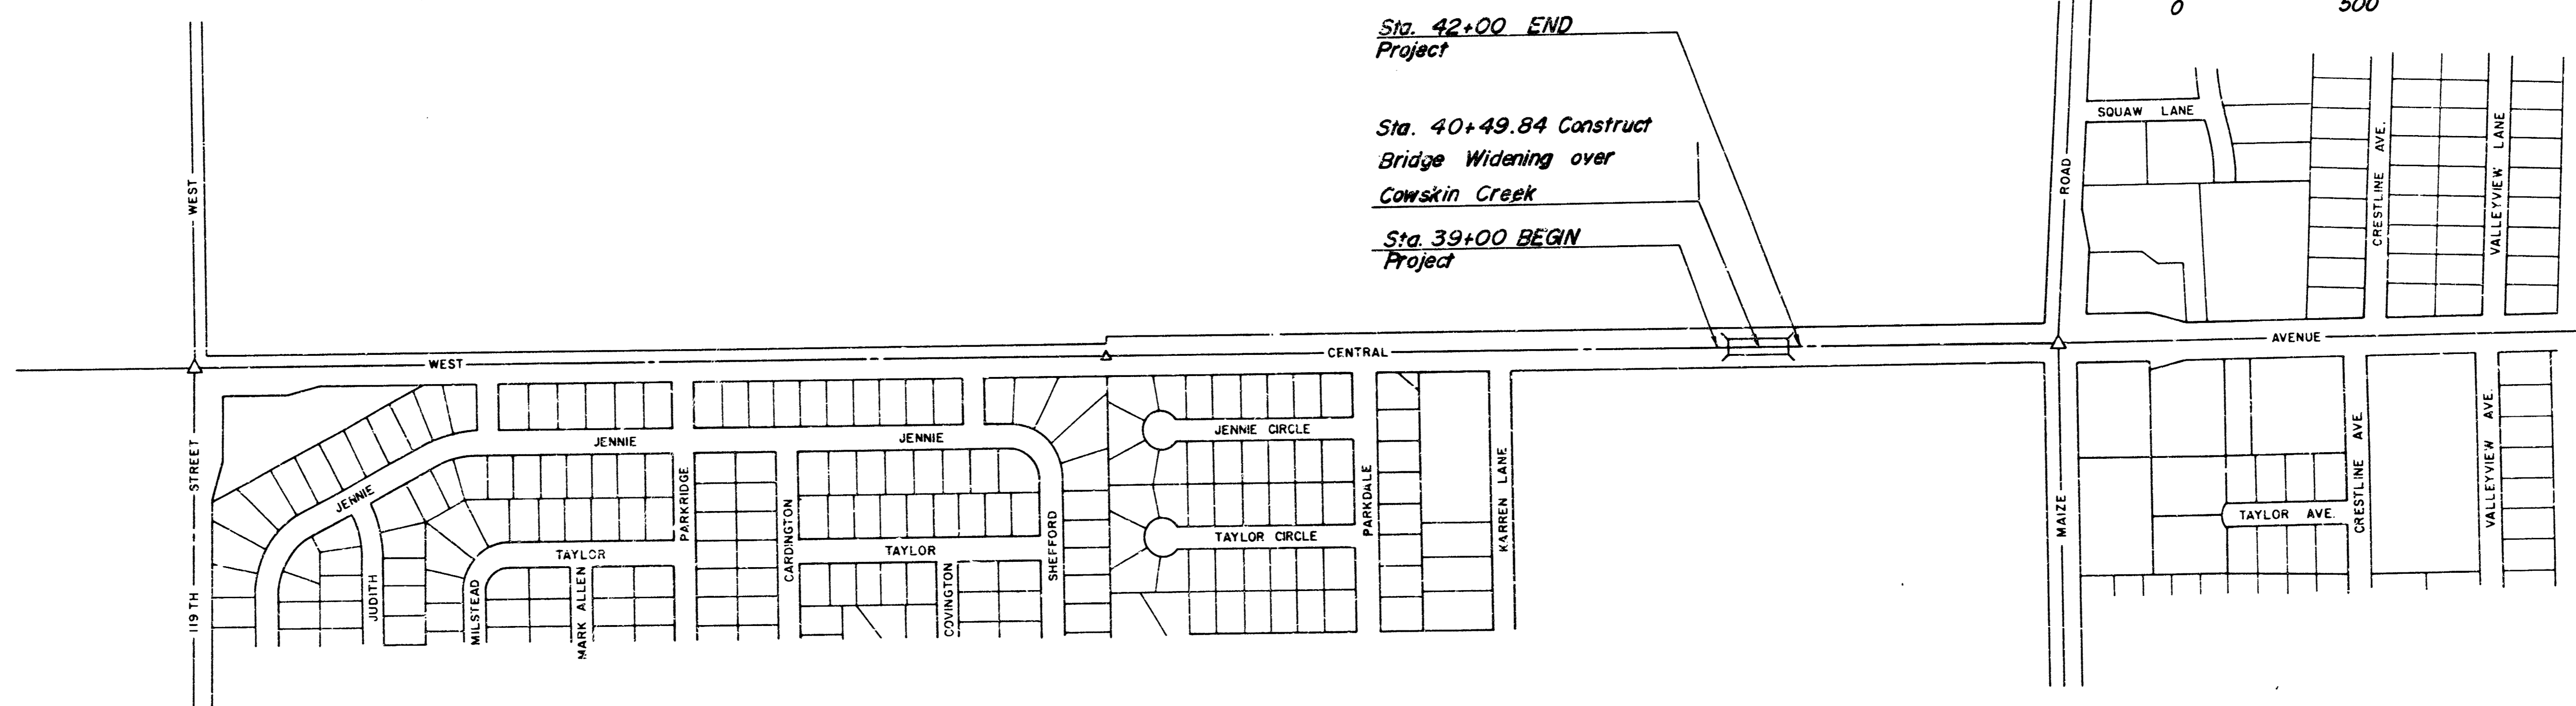 0 500
Sta. 42+00 END
Project
Sta. 40+49.84 Construct
Bridge Widening over
Cowskin Creek
Sta. 39+00 BEGIN
Project
WEST
ROAD
SQUAW LANE
CRESTLINE AVE.
VALLEYVIEW LANE
WEST
CENTRAL
AVENUE
119TH STREET
JENNIE
JENNIE
JENNIE
JENNIE CIRCLE
JUDITH
MILSTEAD
TAYLOR
MARK ALLEN
PARKRIDGE
CARDINGTON
TAYLOR
COVINGTON
SHEFFORD
TAYLOR CIRCLE
PARKDALE
KARREN LANE
MAIZE
TAYLOR AVE.
CRESTLINE AVE.
VALLEYVIEW AVE.